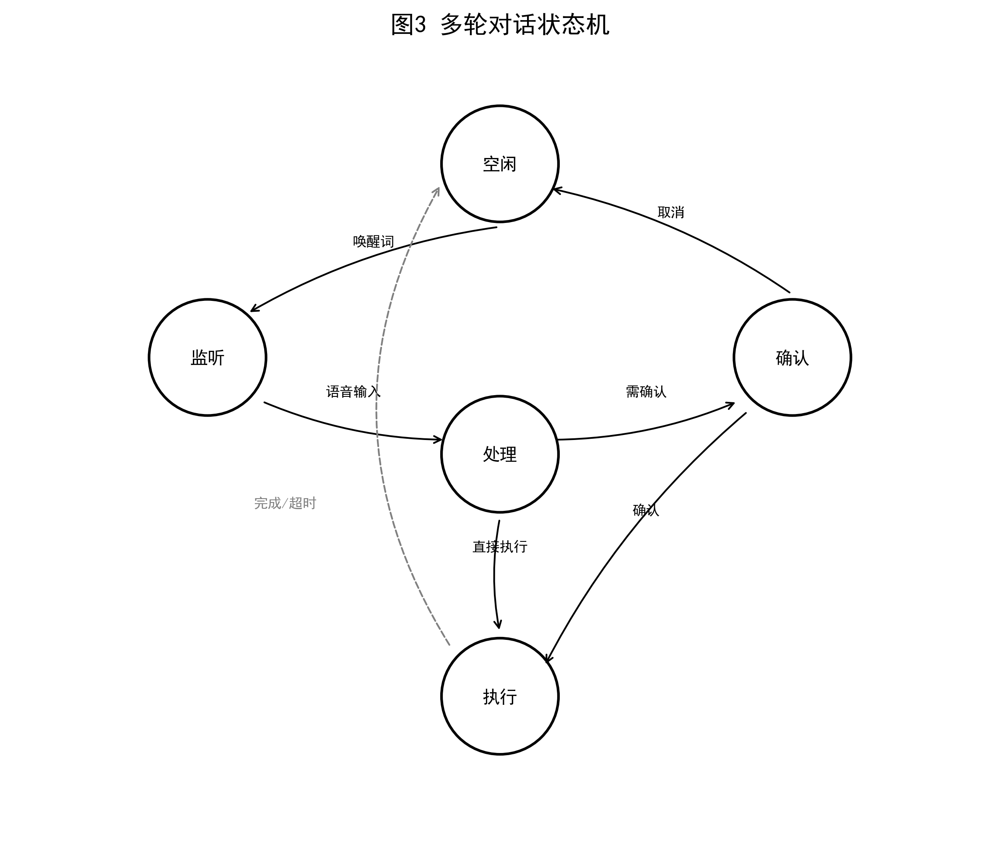 图3 多轮对话状态机
空闲
取消
唤醒词
监听
确认
语音输入
需确认
处理
完成/超时
确认
直接执行
执行